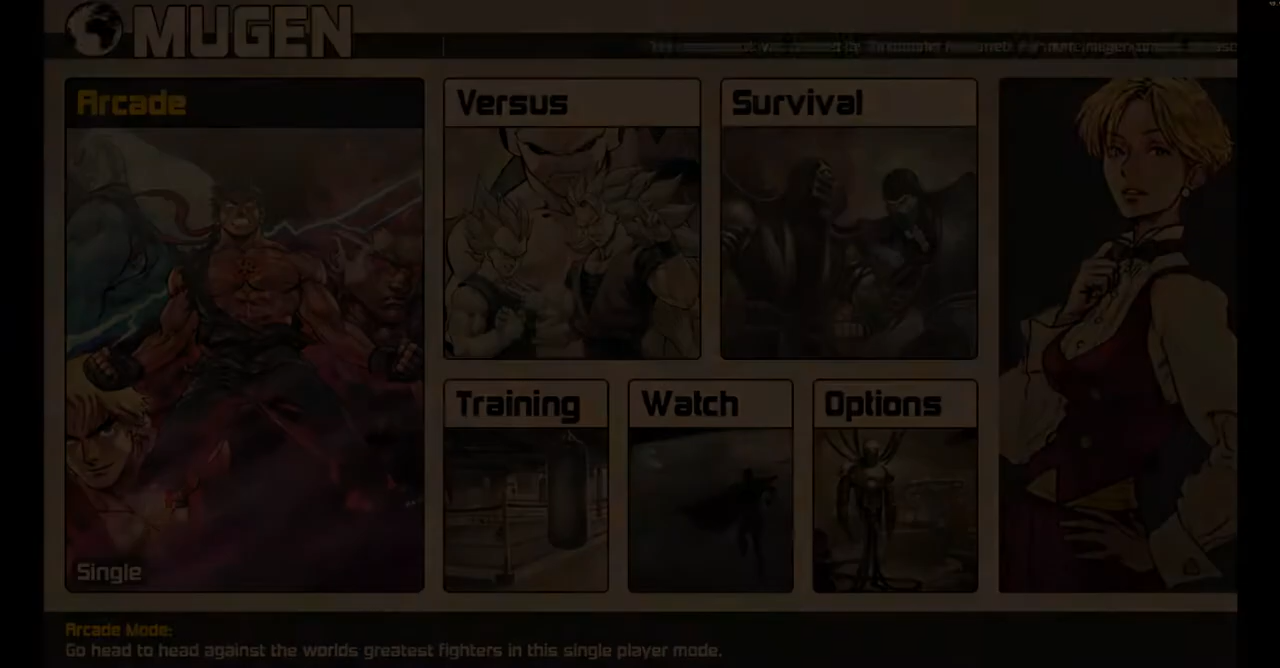 MUGEN
Arcade
Versus
Survival
Training
Watch
Options
Single
Arcade Mode:
Go head to head against the worlds greatest fighters in this single player mode.